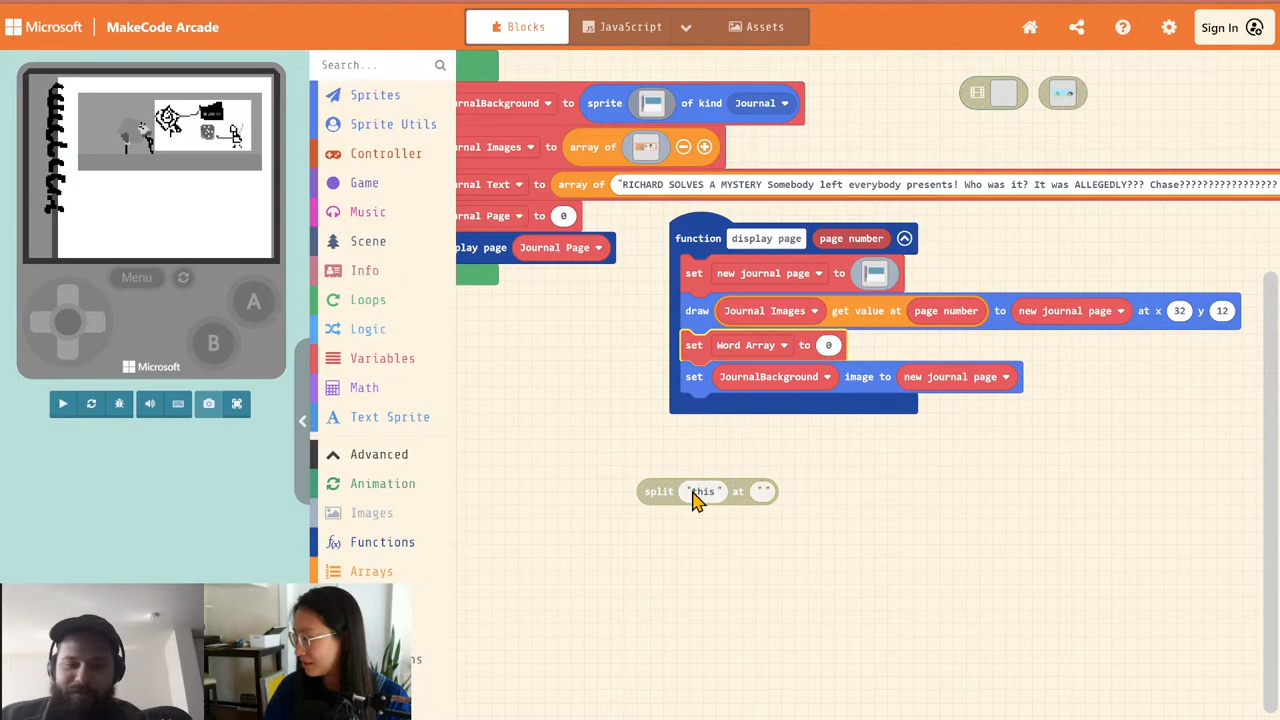 Microsoft MakeCode Arcade Blocks JavaScript Assets Sign In
Search...
Sprites
Sprite Utils
Controller
Game
Music
Scene
Info
Loops
Logic
Variables
Math
Text Sprite
Advanced
Animation
Images
Functions
Arrays
Menu
A
B
Microsoft
urnalBackground to sprite of kind Journal
urnal Images to array of
urnal Text to array of "RICHARD SOLVES A MYSTERY Somebody left everybody presents! Who was it? It was ALLEGEDLY??? Chase?????????????????
urnal Page to 0
play page Journal Page
function display page page number
set new journal page to
draw Journal Images get value at page number to new journal page at x 32 y 12
set Word Array to 0
set JournalBackground image to new journal page
split "this" at " "